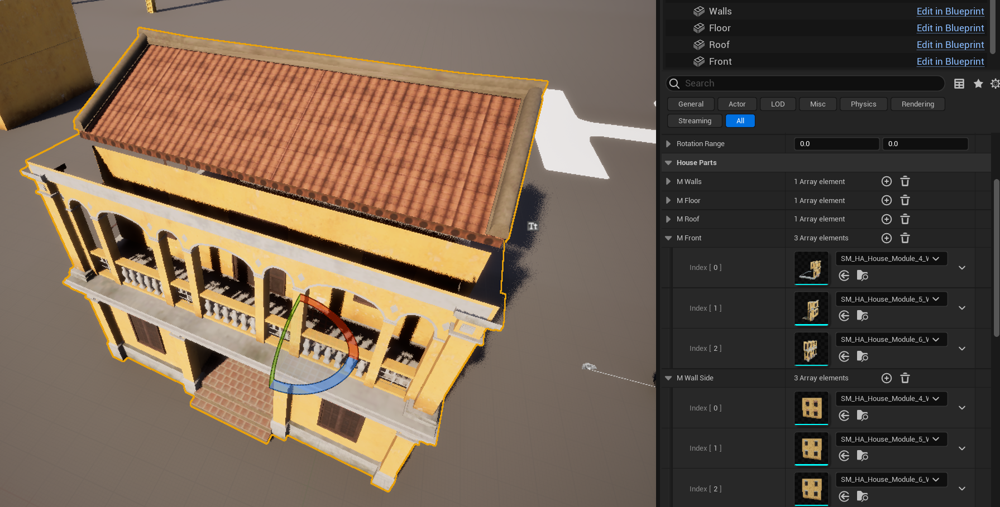 Walls Edit in Blueprint
Floor Edit in Blueprint
Roof Edit in Blueprint
Front Edit in Blueprint
Search
General Actor LOD Misc Physics Rendering
Streaming All
Rotation Range 0.0 0.0
House Parts
M Walls 1 Array element
M Floor 1 Array element
M Roof 1 Array element
Tt
M Front 3 Array elements
SM_HA_House_Module_4_
Index [ 0 ]
SM_HA_House_Module_5_
Index [ 1 ]
SM_HA_House_Module_6_
Index [ 2 ]
M Wall Side 3 Array elements
SM_HA_House_Module_4_
Index [ 0 ]
SM_HA_House_Module_5_
Index [ 1 ]
SM_HA_House_Module_6_
Index [ 2 ]